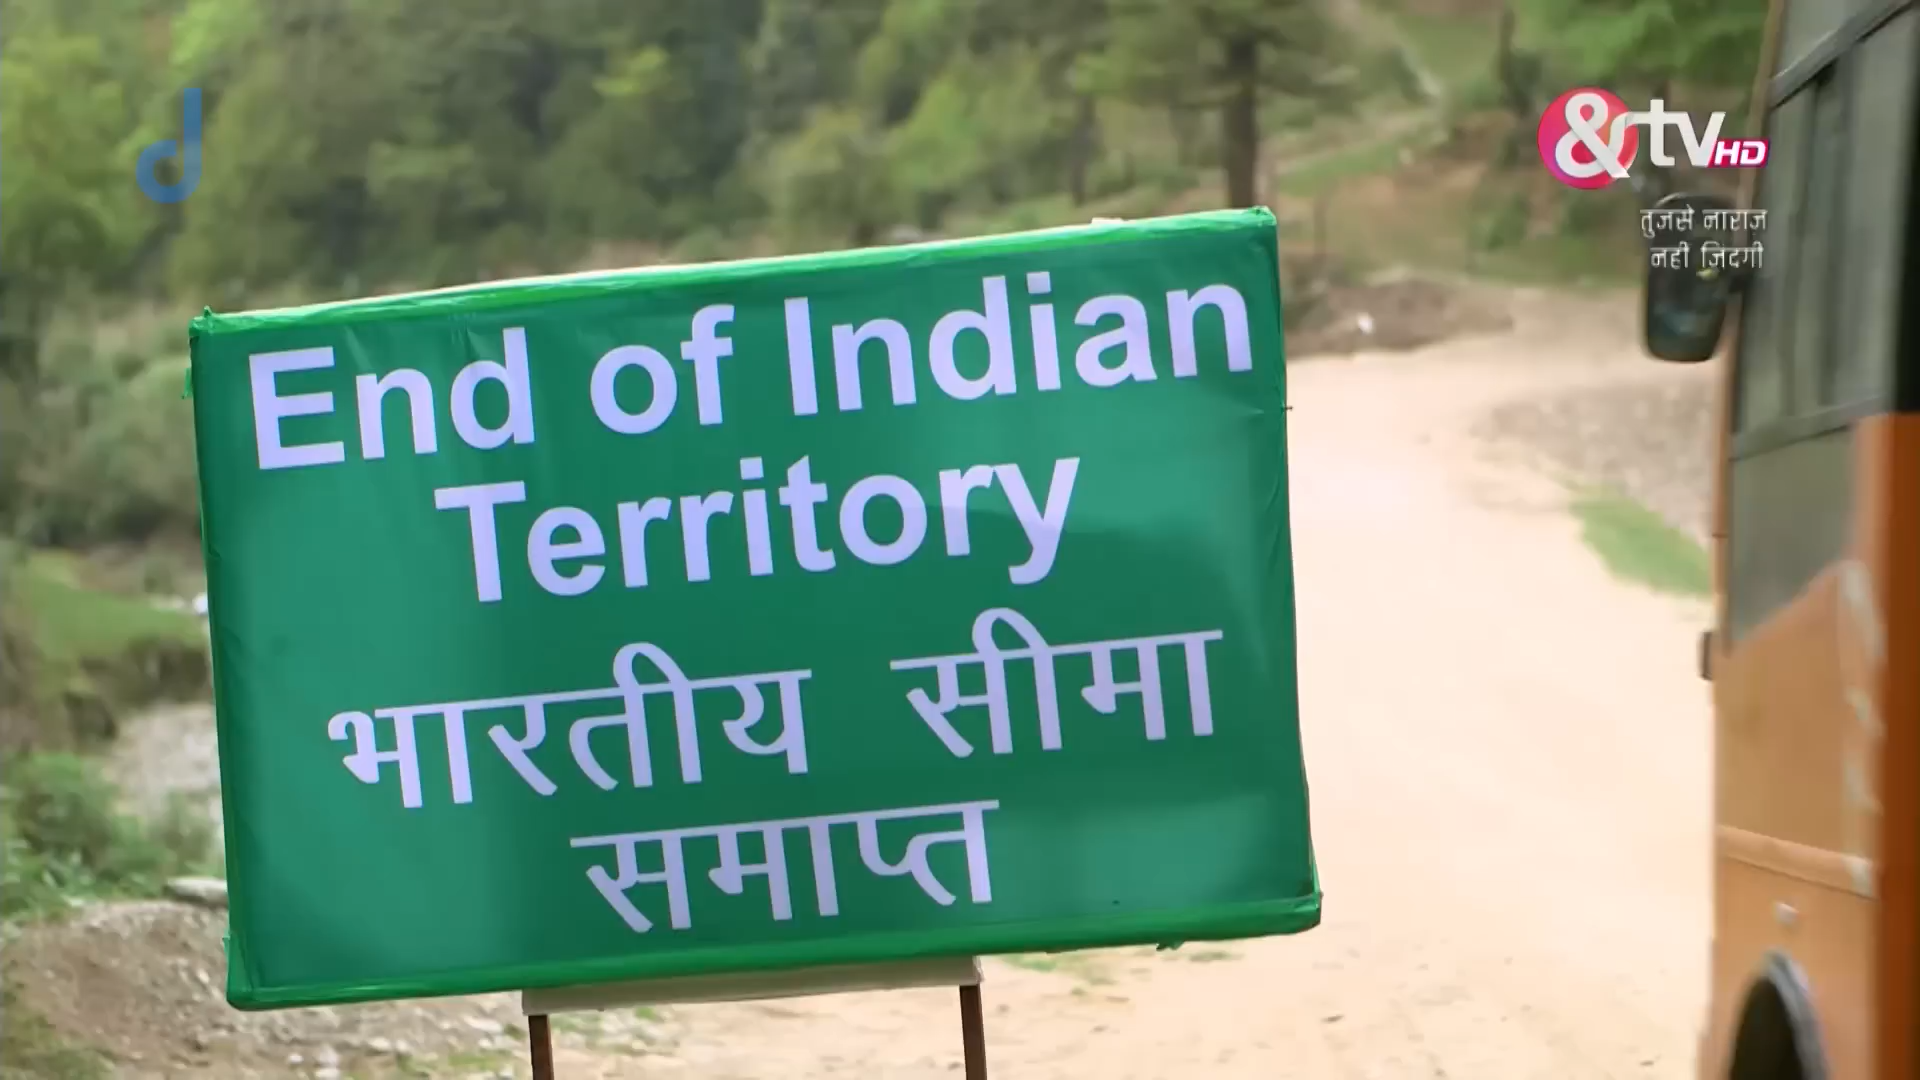 d
&tv HD
तुजसे नाराज
नही ज़िदगी
End of Indian
Territory
भारतीय सीमा
समाप्त